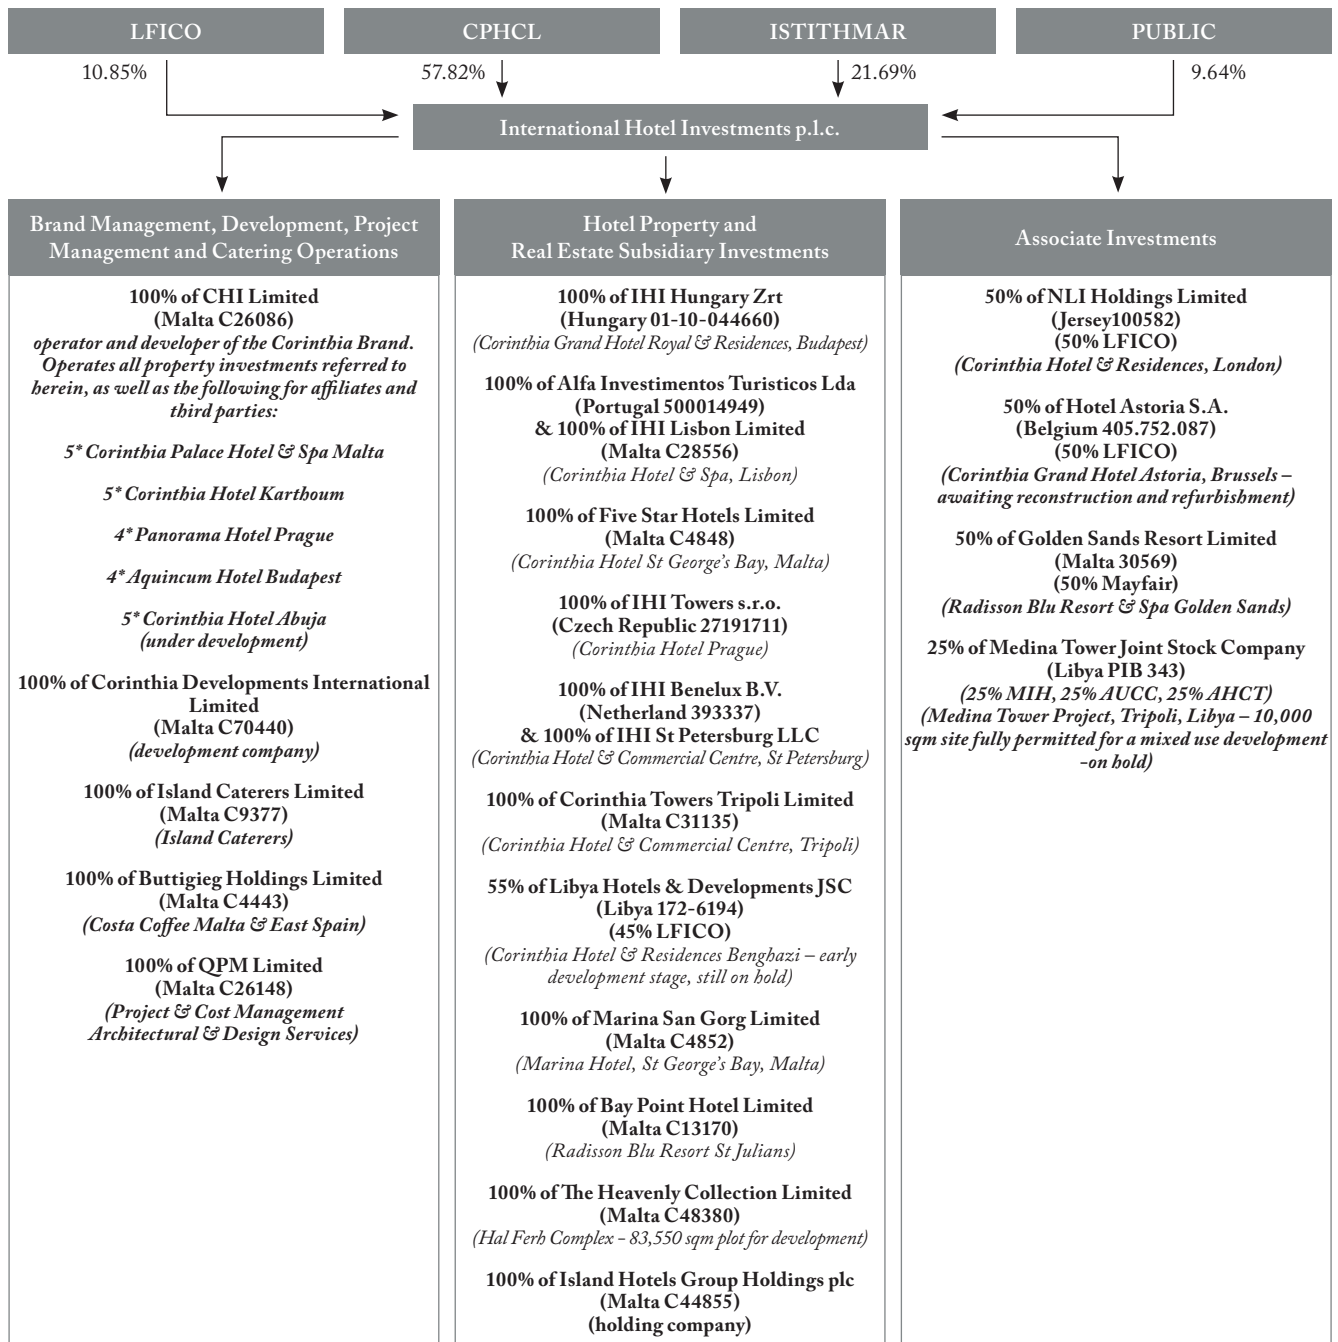 LFICO
CPHCL
ISTITHMAR
PUBLIC
10.85%
57.82%
21.69%
9.64%
International Hotel Investments p.l.c.
Brand Management, Development, Project
Management and Catering Operations
100% of CHI Limited
(Malta C26086)
operator and developer of the Corinthia Brand.
Operates all property investments referred to
herein, as well as the following for affiliates and
third parties:
5* Corinthia Palace Hotel & Spa Malta
5* Corinthia Hotel Karthoum
4* Panorama Hotel Prague
4* Aquincum Hotel Budapest
5* Corinthia Hotel Abuja
(under development)
100% of Corinthia Developments International
Limited
(Malta C70440)
(development company)
100% of Island Caterers Limited
(Malta C9377)
(Island Caterers)
100% of Buttigieg Holdings Limited
(Malta C4443)
(Costa Coffee Malta & East Spain)
100% of QPM Limited
(Malta C26148)
(Project & Cost Management
Architectural & Design Services)
Hotel Property and
Real Estate Subsidiary Investments
100% of IHI Hungary Zrt
(Hungary 01-10-044660)
(Corinthia Grand Hotel Royal & Residences, Budapest)
100% of Alfa Investimentos Turisticos Lda
(Portugal 500014949)
& 100% of IHI Lisbon Limited
(Malta C28556)
(Corinthia Hotel & Spa, Lisbon)
100% of Five Star Hotels Limited
(Malta C4848)
(Corinthia Hotel St George's Bay, Malta)
100% of IHI Towers s.r.o.
(Czech Republic 27191711)
(Corinthia Hotel Prague)
100% of IHI Benelux B.V.
(Netherland 393337)
& 100% of IHI St Petersburg LLC
(Corinthia Hotel & Commercial Centre, St Petersburg)
100% of Corinthia Towers Tripoli Limited
(Malta C31135)
(Corinthia Hotel & Commercial Centre, Tripoli)
55% of Libya Hotels & Developments JSC
(Libya 172-6194)
(45% LFICO)
(Corinthia Hotel & Residences Benghazi – early
development stage, still on hold)
100% of Marina San Gorg Limited
(Malta C4852)
(Marina Hotel, St George's Bay, Malta)
100% of Bay Point Hotel Limited
(Malta C13170)
(Radisson Blu Resort St Julians)
100% of The Heavenly Collection Limited
(Malta C48380)
(Hal Ferh Complex - 83,550 sqm plot for development)
100% of Island Hotels Group Holdings plc
(Malta C44855)
(holding company)
Associate Investments
50% of NLI Holdings Limited
(Jersey100582)
(50% LFICO)
(Corinthia Hotel & Residences, London)
50% of Hotel Astoria S.A.
(Belgium 405.752.087)
(50% LFICO)
(Corinthia Grand Hotel Astoria, Brussels –
awaiting reconstruction and refurbishment)
50% of Golden Sands Resort Limited
(Malta 30569)
(50% Mayfair)
(Radisson Blu Resort & Spa Golden Sands)
25% of Medina Tower Joint Stock Company
(Libya PIB 343)
(25% MIH, 25% AUCC, 25% AHCT)
(Medina Tower Project, Tripoli, Libya – 10,000
sqm site fully permitted for a mixed use development
-on hold)